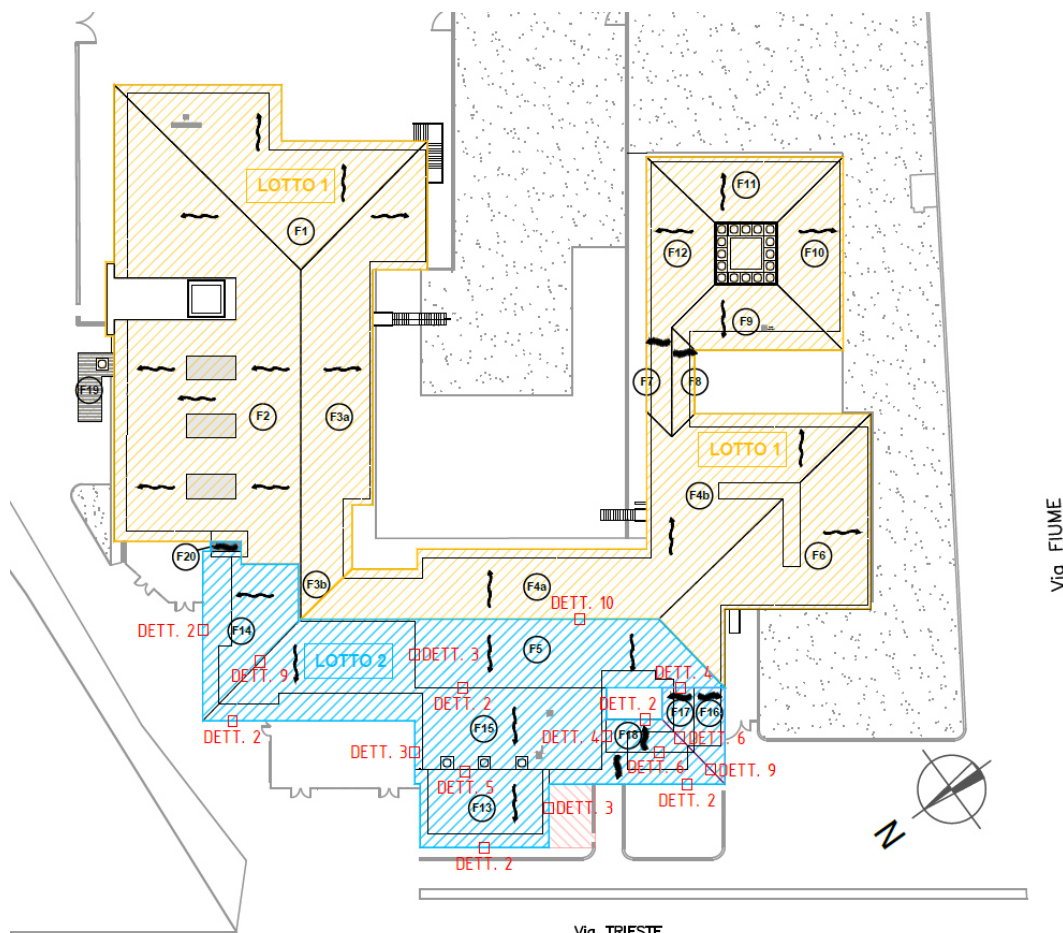 LOTTO 1
F11
F1
F12
F10
F9
F19
F7
F8
F2
F3a
LOTTO 1
F4b
F6
Via FIUME
F20
F3b
F4a
DETT. 10
DETT. 2
F14
DETT. 9
LOTTO 2
DETT. 3
F5
DETT. 4
DETT. 2
DETT. 2
F17
F16
DETT. 2
F15
DETT. 4
F18
DETT. 6
DETT. 3
DETT. 6
DETT. 9
DETT. 5
DETT. 2
F13
DETT. 3
N
DETT. 2
Via TRIESTE